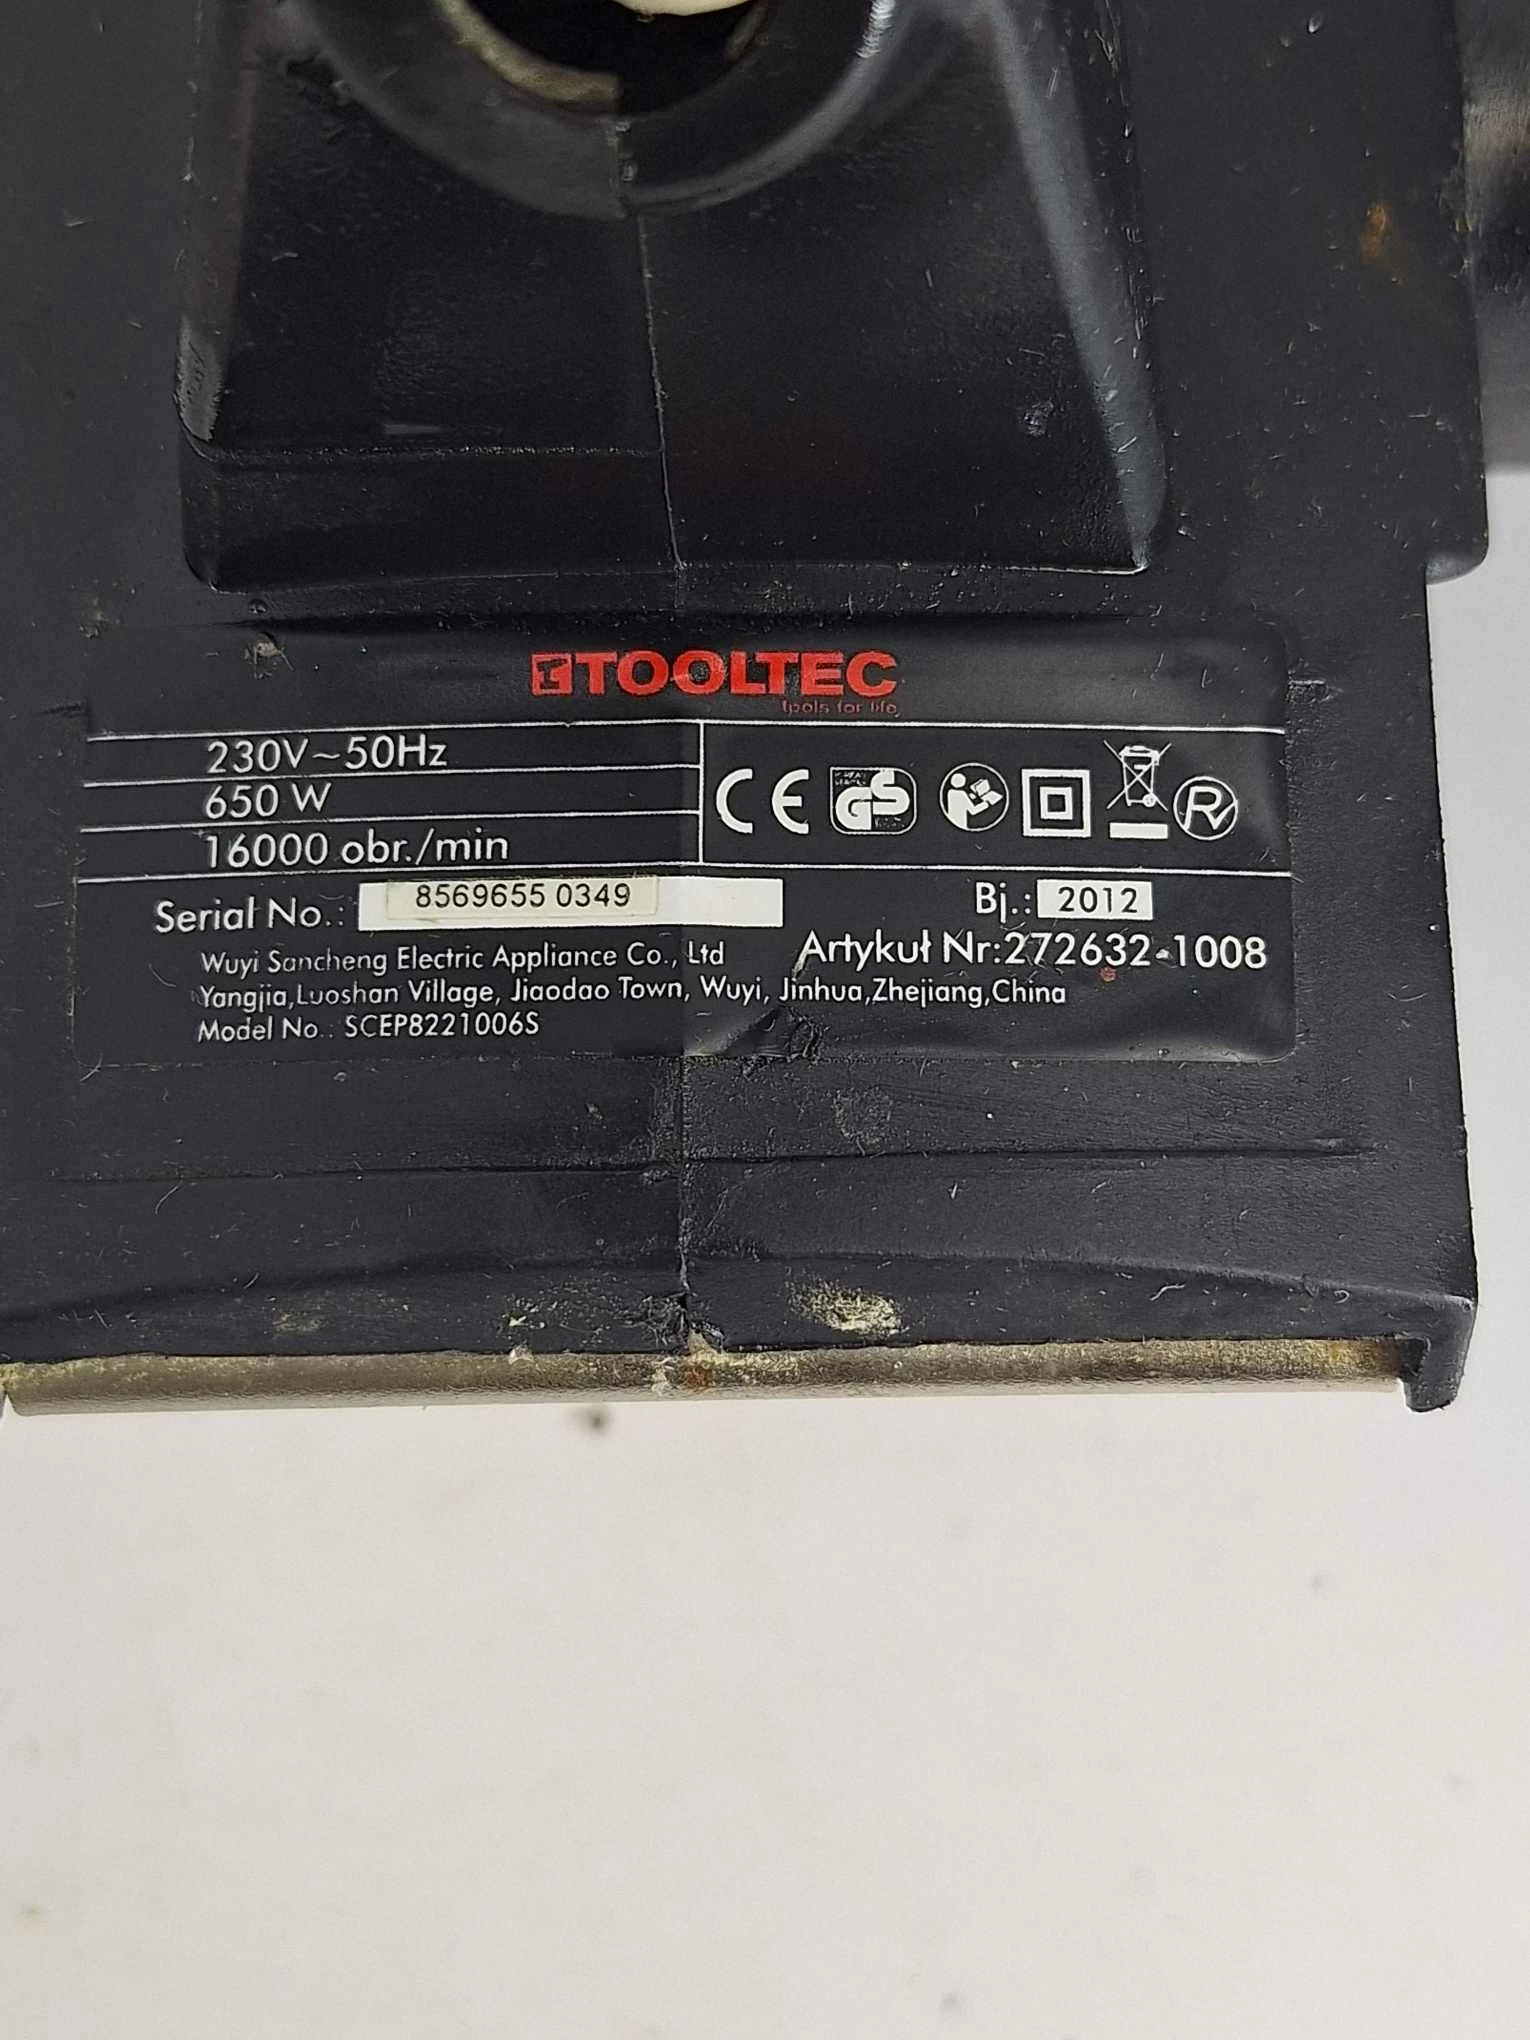 TOOLTEC
tools for life
230V~50Hz
650 W
16000 obr./min
CE GS
Serial No.: 8569655 0349
Bj.: 2012
Wuyi Sancheng Electric Appliance Co., Ltd
Artykuł Nr:272632-1008
Yangjia,Luoshan Village, Jiaodao Town, Wuyi, Jinhua,Zhejiang,China
Model No.: SCEP8221006S